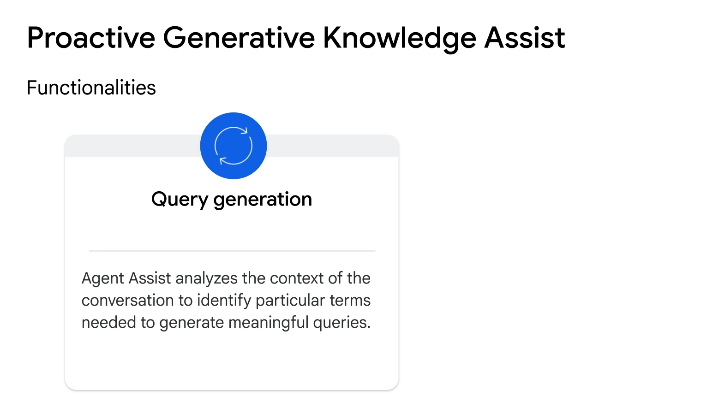 Proactive Generative Knowledge Assist
Functionalities
Query generation
Agent Assist analyzes the context of the
conversation to identify particular terms
needed to generate meaningful queries.